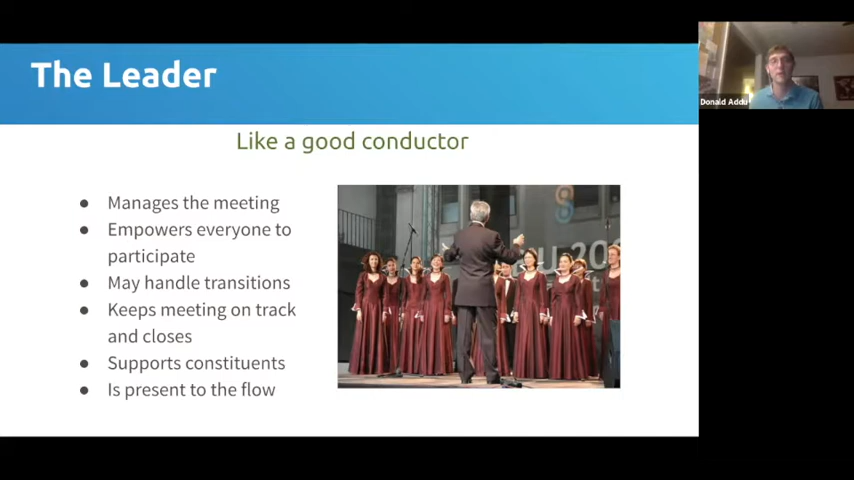 The Leader
Like a good conductor
● Manages the meeting
● Empowers everyone to
participate
● May handle transitions
● Keeps meeting on track
and closes
● Supports constituents
● Is present to the flow
Donald Addu